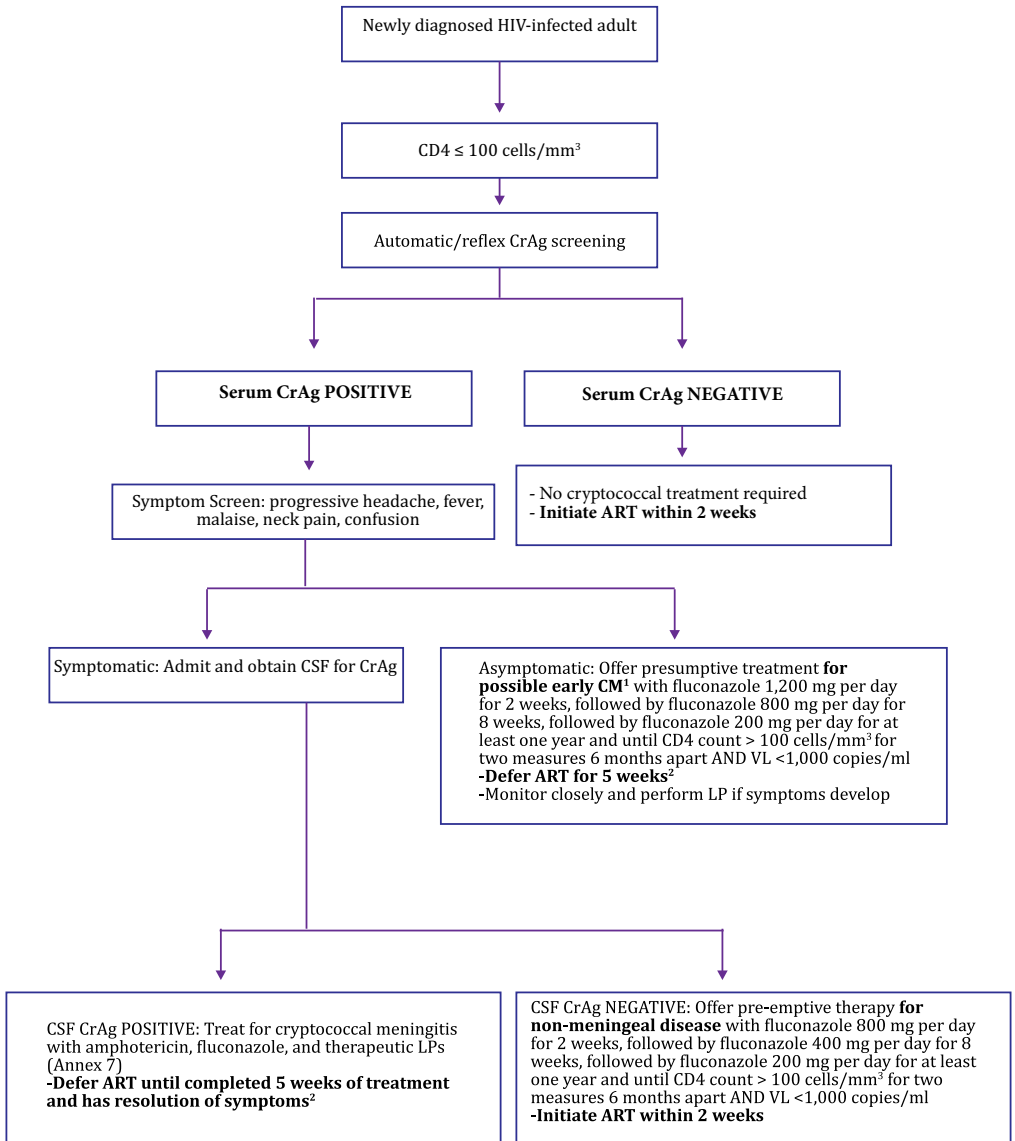 Newly diagnosed HIV-infected adult
CD4 ≤ 100 cells/mm³
Automatic/reflex CrAg screening
Serum CrAg POSITIVE
Serum CrAg NEGATIVE
Symptom Screen: progressive headache, fever,
malaise, neck pain, confusion
- No cryptococcal treatment required
- Initiate ART within 2 weeks
Symptomatic: Admit and obtain CSF for CrAg
Asymptomatic: Offer presumptive treatment for
possible early CM¹ with fluconazole 1,200 mg per day
for 2 weeks, followed by fluconazole 800 mg per day for
8 weeks, followed by fluconazole 200 mg per day for at
least one year and until CD4 count > 100 cells/mm³ for
two measures 6 months apart AND VL <1,000 copies/ml
-Defer ART for 5 weeks²
-Monitor closely and perform LP if symptoms develop
CSF CrAg POSITIVE: Treat for cryptococcal meningitis
with amphotericin, fluconazole, and therapeutic LPs
(Annex 7)
-Defer ART until completed 5 weeks of treatment
and has resolution of symptoms²
CSF CrAg NEGATIVE: Offer pre-emptive therapy for
non-meningeal disease with fluconazole 800 mg per day
for 2 weeks, followed by fluconazole 400 mg per day for 8
weeks, followed by fluconazole 200 mg per day for at least
one year and until CD4 count > 100 cells/mm³ for two
measures 6 months apart AND VL <1,000 copies/ml
-Initiate ART within 2 weeks